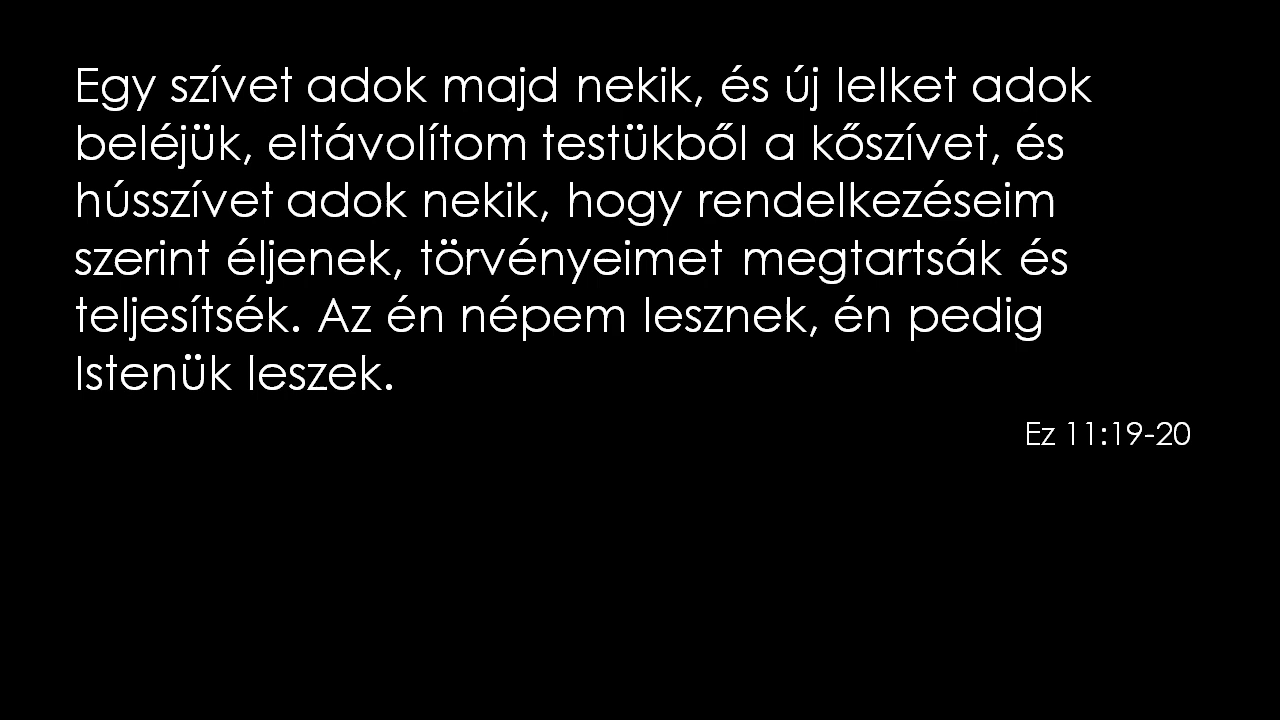 Egy szívet adok majd nekik, és új lelket adok
beléjük, eltávolítom testükből a kőszívet, és
hússzívet adok nekik, hogy rendelkezéseim
szerint éljenek, törvényeimet megtartsák és
teljesítsék. Az én népem lesznek, én pedig
Istenük leszek.
Ez 11:19-20